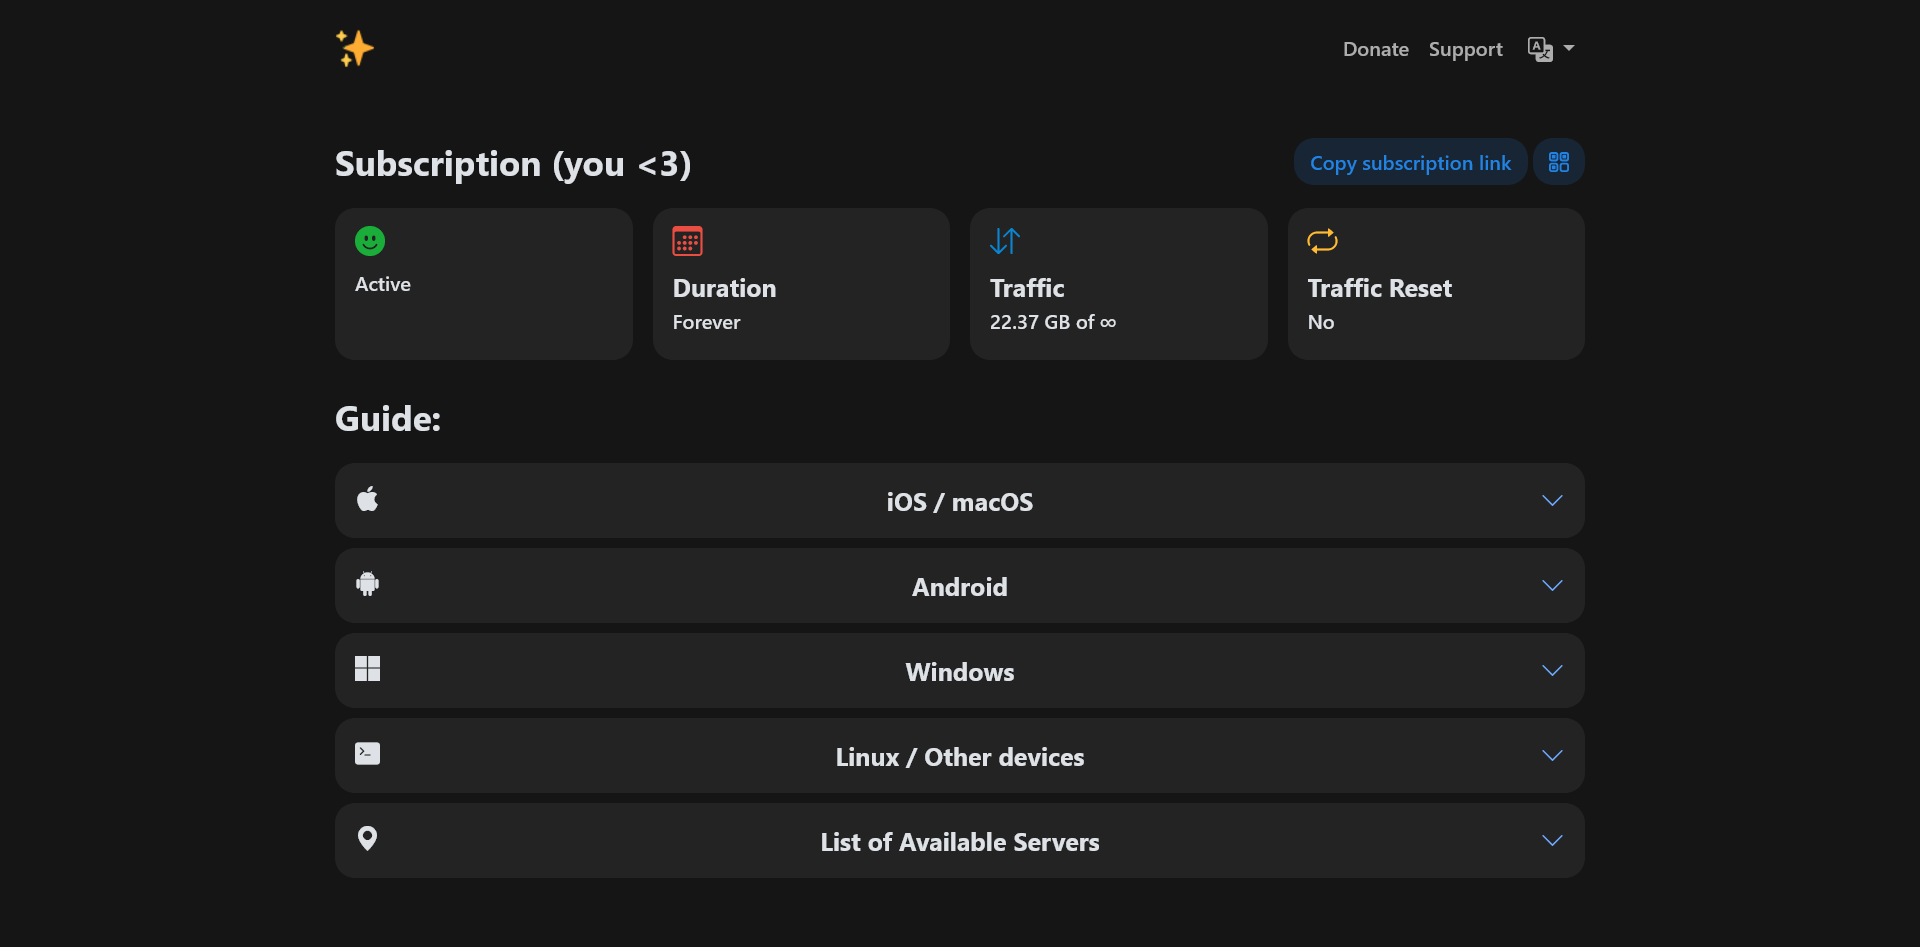 Donate Support
Subscription (you <3)
Copy subscription link
Active
Duration
Forever
Traffic
22.37 GB of ∞
Traffic Reset
No
Guide:
iOS / macOS
Android
Windows
Linux / Other devices
List of Available Servers